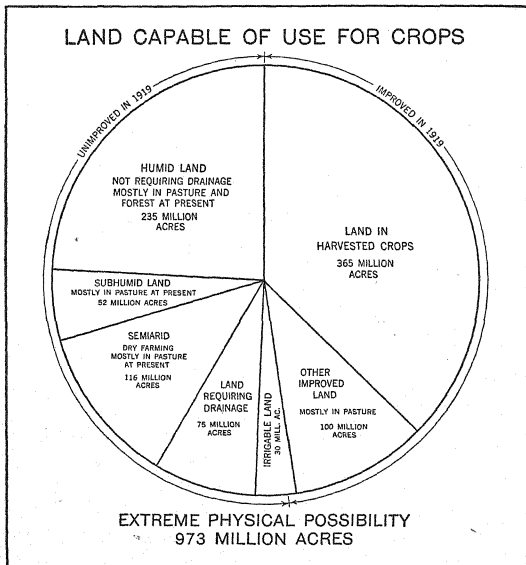 LAND CAPABLE OF USE FOR CROPS
UNIMPROVED IN 1919
IMPROVED IN 1919
HUMID LAND
NOT REQUIRING DRAINAGE
MOSTLY IN PASTURE AND
FOREST AT PRESENT
235 MILLION
ACRES
LAND IN
HARVESTED CROPS
365 MILLION
ACRES
SUBHUMID LAND
MOSTLY IN PASTURE AT PRESENT
52 MILLION ACRES
SEMIARID
DRY FARMING
MOSTLY IN PASTURE
AT PRESENT
116 MILLION
ACRES
LAND
REQUIRING
DRAINAGE
75 MILLION
ACRES
IRRIGABLE LAND
30 MILL. AC.
OTHER
IMPROVED
LAND
MOSTLY IN PASTURE
100 MILLION
ACRES
EXTREME PHYSICAL POSSIBILITY
973 MILLION ACRES